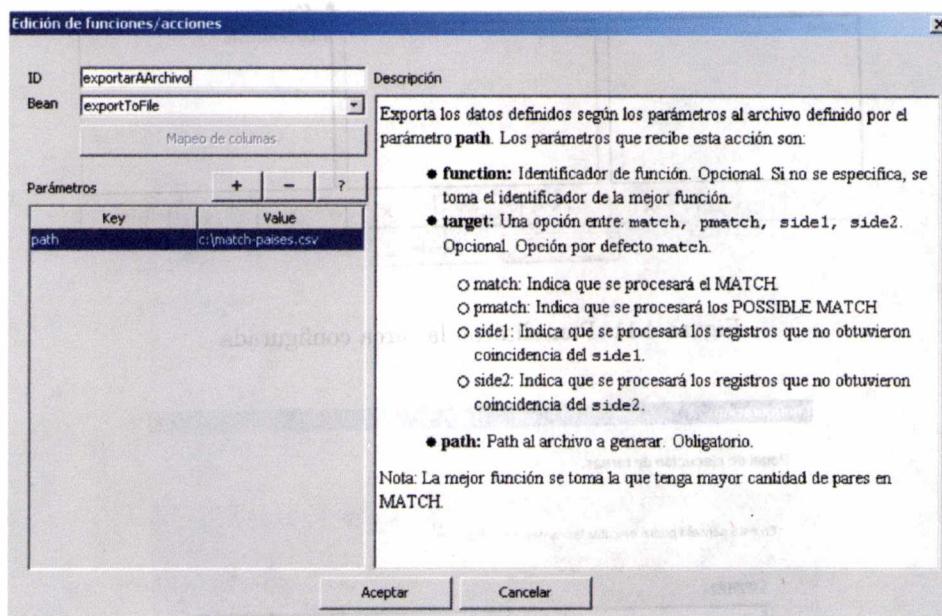 Edición de funciones/acciones
ID
exportarAArchivo
Bean
exportToFile
Mapeo de columas
Parámetros
+
−
?
Key
Value
path
c:\match-paises.csv
Descripción
Exporta los datos definidos según los parámetros al archivo definido por el
parámetro path. Los parámetros que recibe esta acción son:
function: Identificador de función. Opcional. Si no se especifica, se
toma el identificador de la mejor función.
target: Una opción entre match, pmatch, side1, side2.
Opcional. Opción por defecto match.
match: Indica que se procesará el MATCH.
pmatch: Indica que se procesará los POSSIBLE MATCH
side1: Indica que se procesará los registros que no obtuvieron
coincidencia del side1.
side2: Indica que se procesará los registros que no obtuvieron
coincidencia del side2.
path: Path al archivo a generar. Obligatorio.
Nota: La mejor función se toma la que tenga mayor cantidad de pares en
MATCH.
Aceptar
Cancelar